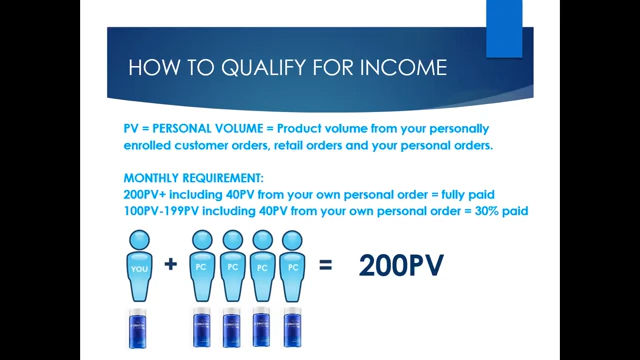 HOW TO QUALIFY FOR INCOME
PV = PERSONAL VOLUME = Product volume from your personally
enrolled customer orders, retail orders and your personal orders.
MONTHLY REQUIREMENT:
200PV+ including 40PV from your own personal order = fully paid
100PV-199PV including 40PV from your own personal order = 30% paid
YOU + PC PC PC PC = 200PV